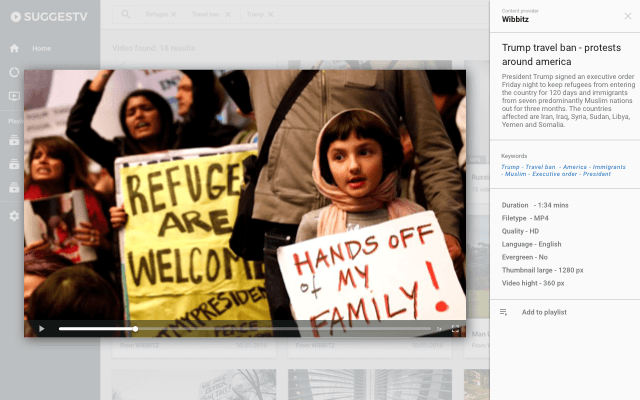 SUGGESTV
Refugee
Travel ban
Trump
Home
Video found: 13 results
REFUGEES
ARE
WELCOME
#NOTMYPRESIDENT
PEACE
HANDS OFF
of MY
FAMILY!
1x
Content provider
Wibbitz
Trump travel ban - protests
around america
President Trump signed an executive order
Friday night to keep refugees from entering
the country for 120 days and immigrants
from seven predominantly Muslim nations
out for three months. The countries
affected are Iran, Iraq, Syria, Sudan, Libya,
Yemen and Somalia.
Keywords
Trump - Travel ban - America - Immigrants
- Muslim - Executive order - President
Duration - 1:34 mins
Filetype - MP4
Quality - HD
Language - English
Evergreen - No
Thumbnail large - 1280 px
Video hight - 360 px
Add to playlist